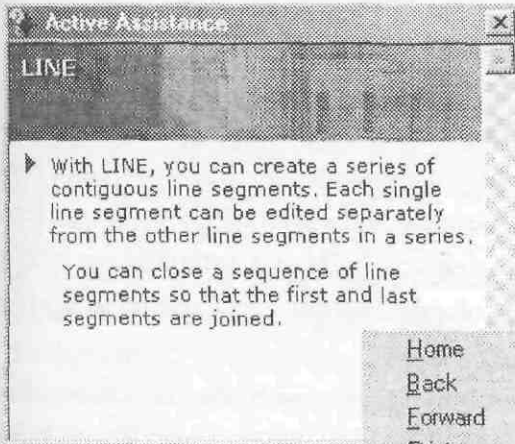 Active Assistance
LINE
With LINE, you can create a series of
contiguous line segments. Each single
line segment can be edited separately
from the other line segments in a series.
You can close a sequence of line
segments so that the first and last
segments are joined.
Home
Back
Forward